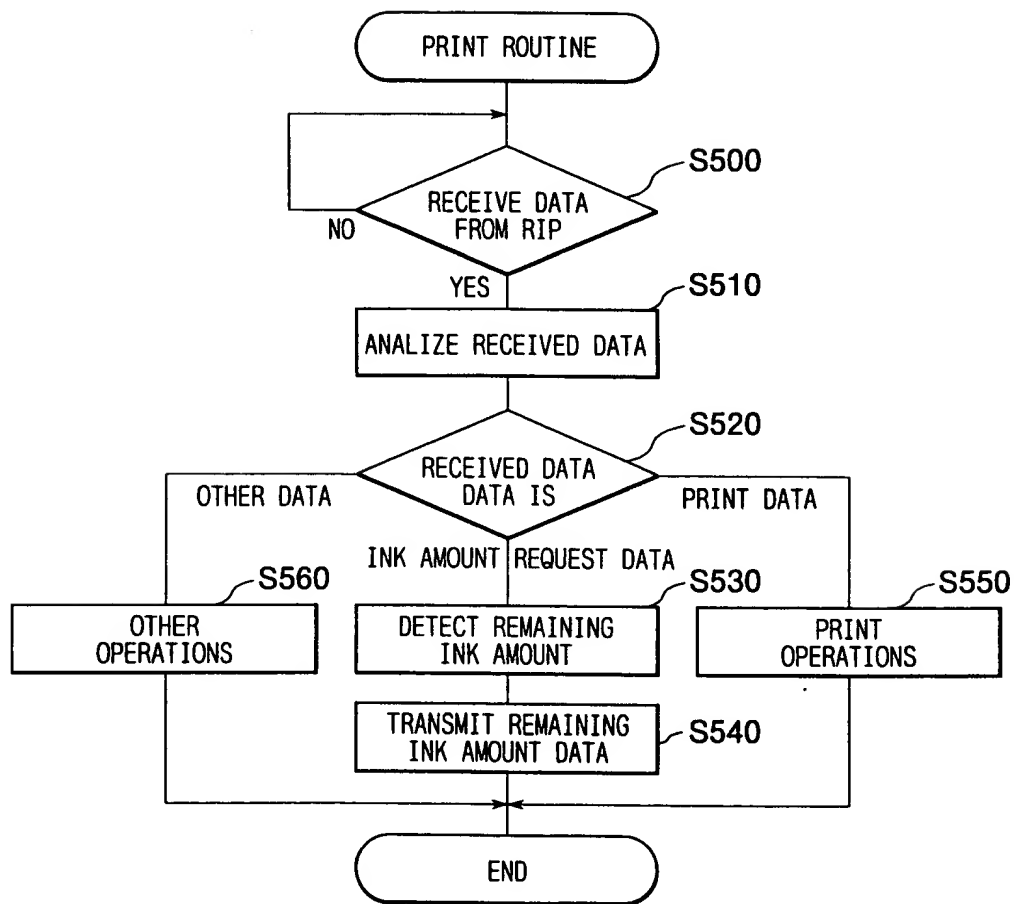 PRINT ROUTINE
S500
RECEIVE DATA
FROM RIP
NO
YES
S510
ANALIZE RECEIVED DATA
S520
RECEIVED DATA
DATA IS
OTHER DATA
PRINT DATA
INK AMOUNT REQUEST DATA
S560
S530
S550
OTHER
OPERATIONS
DETECT REMAINING
INK AMOUNT
PRINT
OPERATIONS
TRANSMIT REMAINING
INK AMOUNT DATA
S540
END